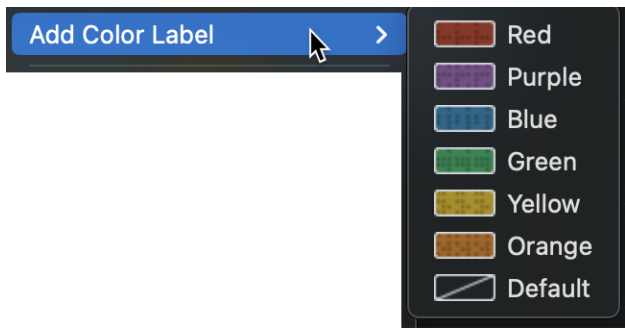 Add Color Label
Red
Purple
Blue
Green
Yellow
Orange
Default